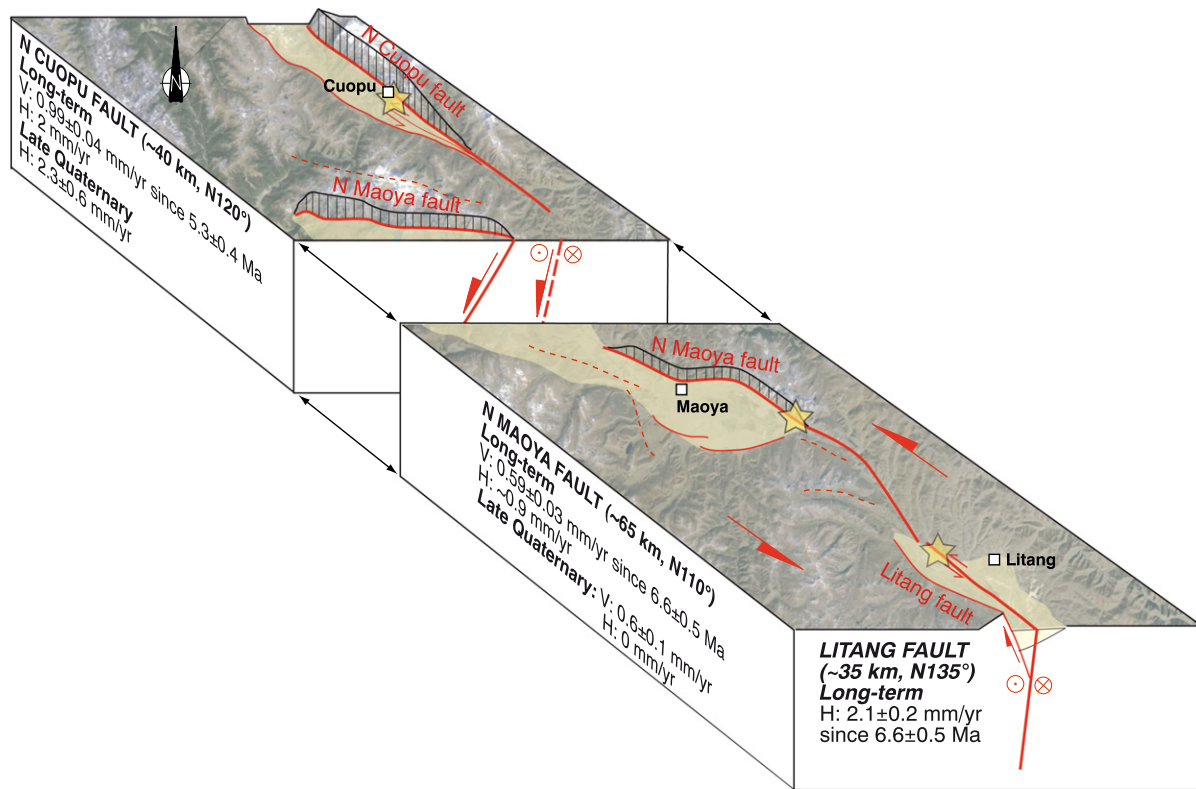 N
Cuopu
N Cuopu fault
N CUOPU FAULT (~40 km, N120°)
Long-term
V: 0.99±0.04 mm/yr since 5.3±0.4 Ma
H: 2 mm/yr
Late Quaternary
H: 2.3±0.6 mm/yr
N Maoya fault
N Maoya fault
Maoya
N MAOYA FAULT (~65 km, N110°)
Long-term
V: 0.59±0.03 mm/yr since 6.6±0.5 Ma
H: ~0.9 mm/yr
Late Quaternary: V: 0.6±0.1 mm/yr
H: 0 mm/yr
Litang
Litang fault
LITANG FAULT
(~35 km, N135°)
Long-term
H: 2.1±0.2 mm/yr
since 6.6±0.5 Ma